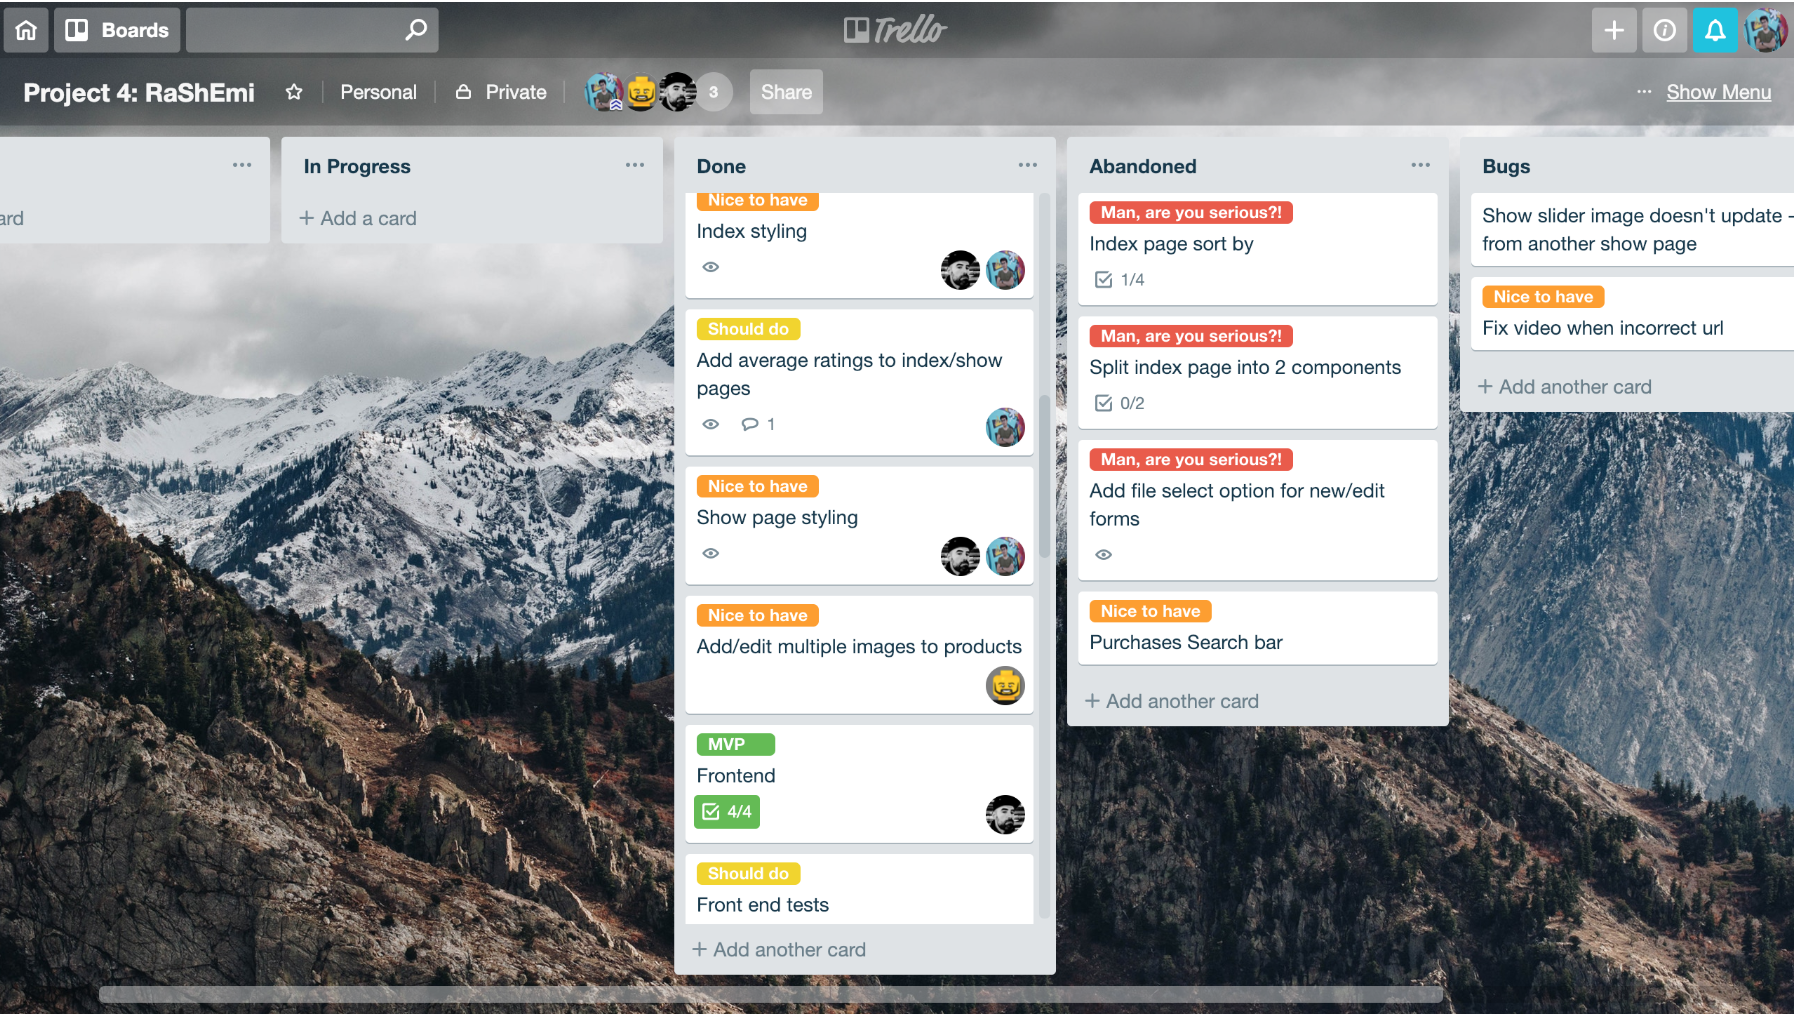 Boards
Trello
Project 4: RaShEmi
Personal
Private
3
Share
... Show Menu
ard
In Progress
+ Add a card
Done
Nice to have
Index styling
Should do
Add average ratings to index/show
pages
1
Nice to have
Show page styling
Nice to have
Add/edit multiple images to products
MVP
Frontend
4/4
Should do
Front end tests
+ Add another card
Abandoned
Man, are you serious?!
Index page sort by
1/4
Man, are you serious?!
Split index page into 2 components
0/2
Man, are you serious?!
Add file select option for new/edit
forms
Nice to have
Purchases Search bar
+ Add another card
Bugs
Show slider image doesn't update -
from another show page
Nice to have
Fix video when incorrect url
+ Add another card